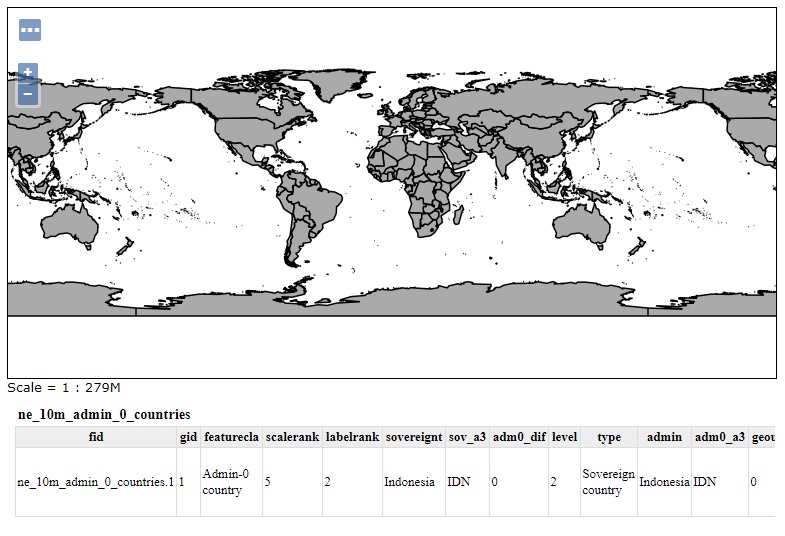 +
−
Scale = 1 : 279M
ne_10m_admin_0_countries
fid gid featurecla scalerank labelrank sovereignt sov_a3 adm0_dif level type admin adm0_a3 geou
ne_10m_admin_0_countries.1 1 Admin-0 country 5 2 Indonesia IDN 0 2 Sovereign country Indonesia IDN 0